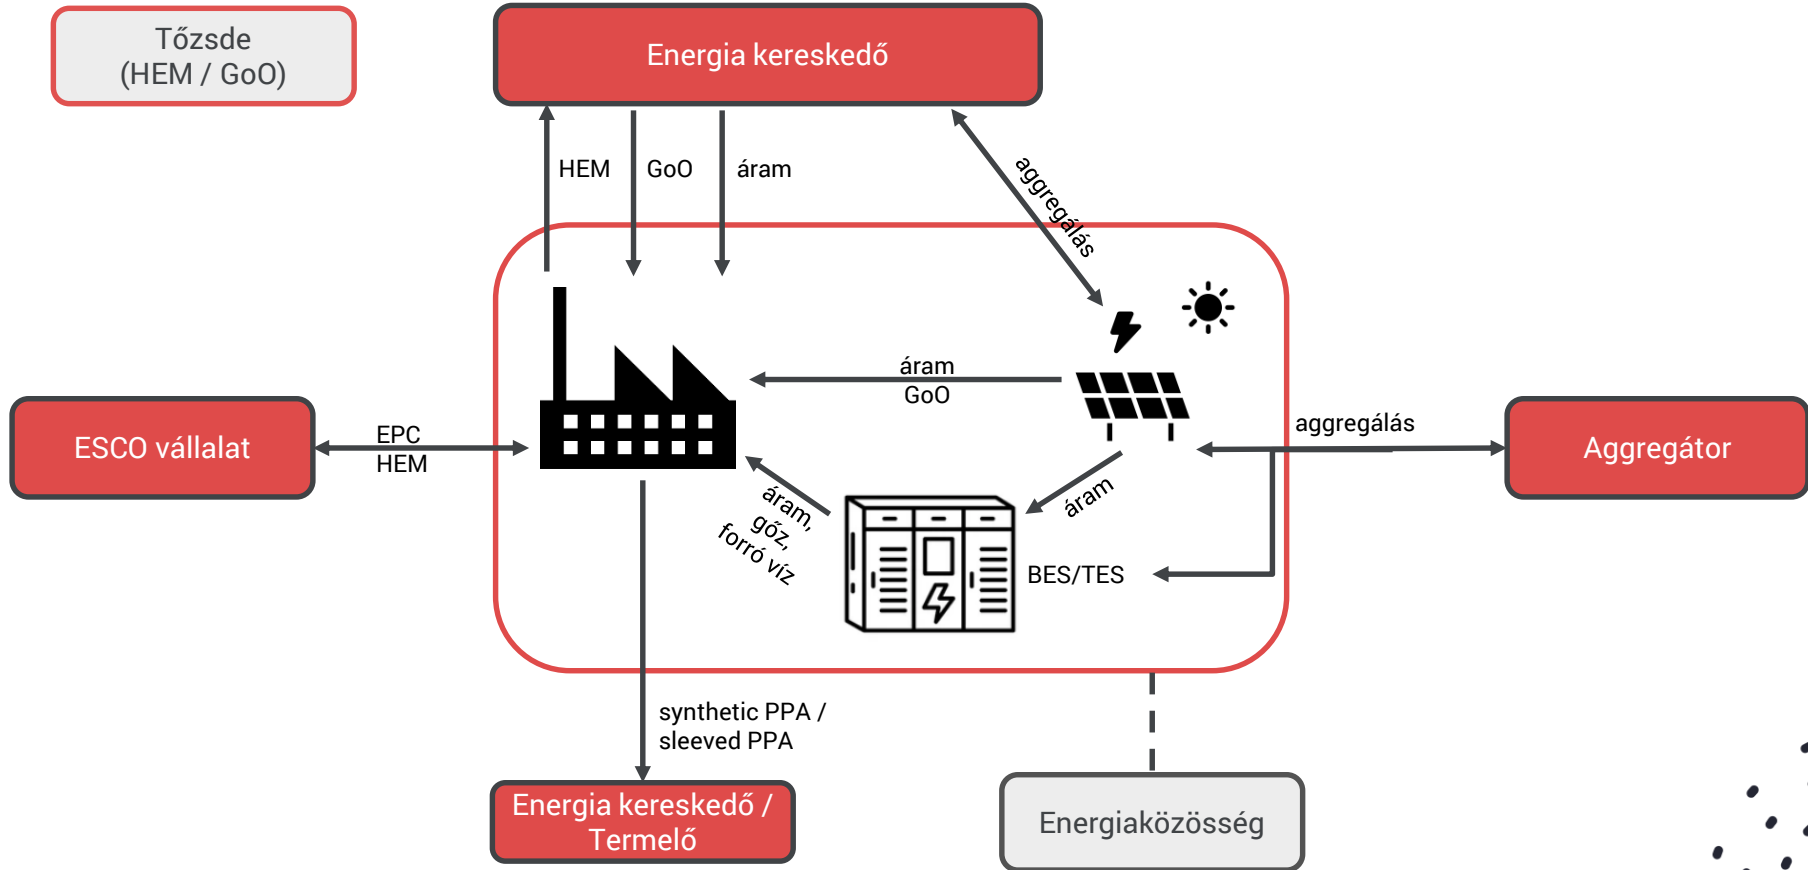 Tőzsde
(HEM / GoO)
Energia kereskedő
HEM
GoO
áram
aggregálás
áram
GoO
ESCO vállalat
EPC
HEM
aggregálás
Aggregátor
áram,
gőz,
forró víz
áram
BES/TES
synthetic PPA /
sleeved PPA
Energia kereskedő /
Termelő
Energiaközösség